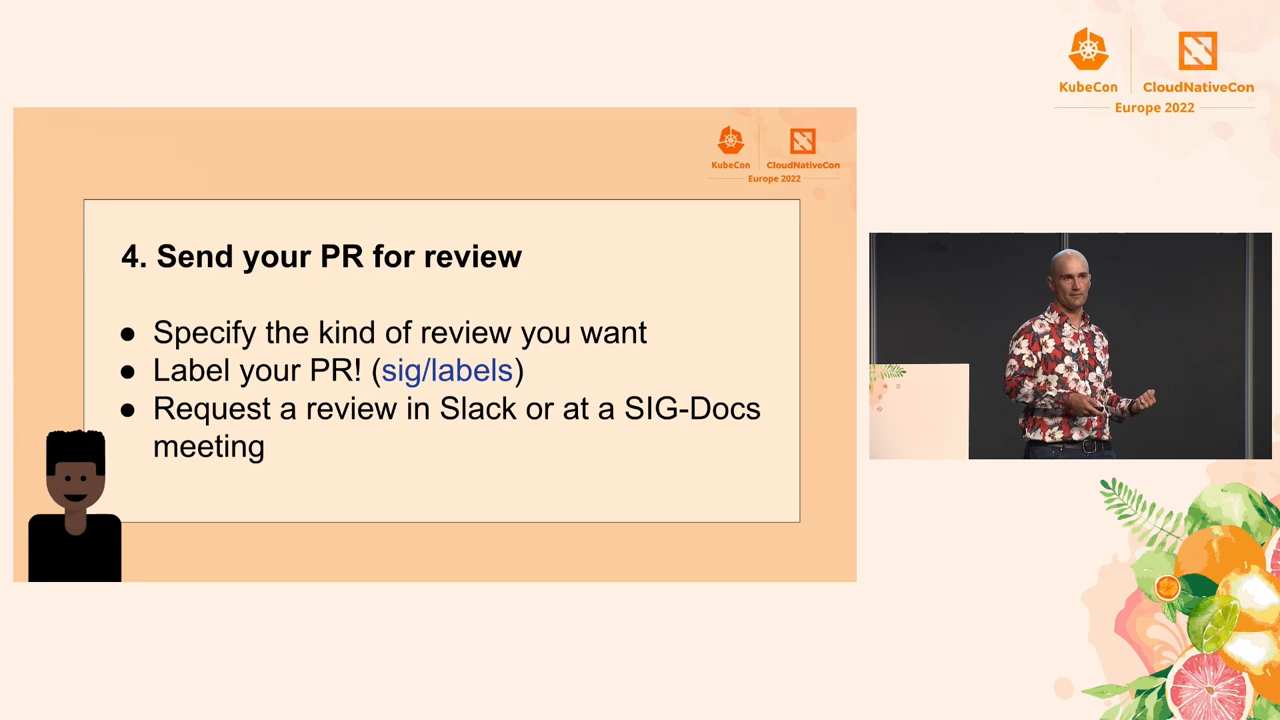 KubeCon
CloudNativeCon
Europe 2022
KubeCon
CloudNativeCon
Europe 2022
4. Send your PR for review
● Specify the kind of review you want
● Label your PR! (sig/labels)
● Request a review in Slack or at a SIG-Docs
meeting